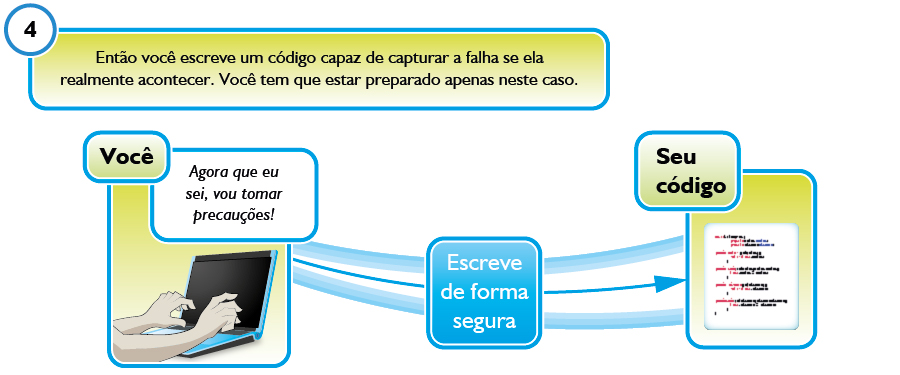 4
Então você escreve um código capaz de capturar a falha se ela
realmente acontecer. Você tem que estar preparado apenas neste caso.
Você
Agora que eu
sei, vou tomar
precauções!
Escreve
de forma
segura
Seu
código